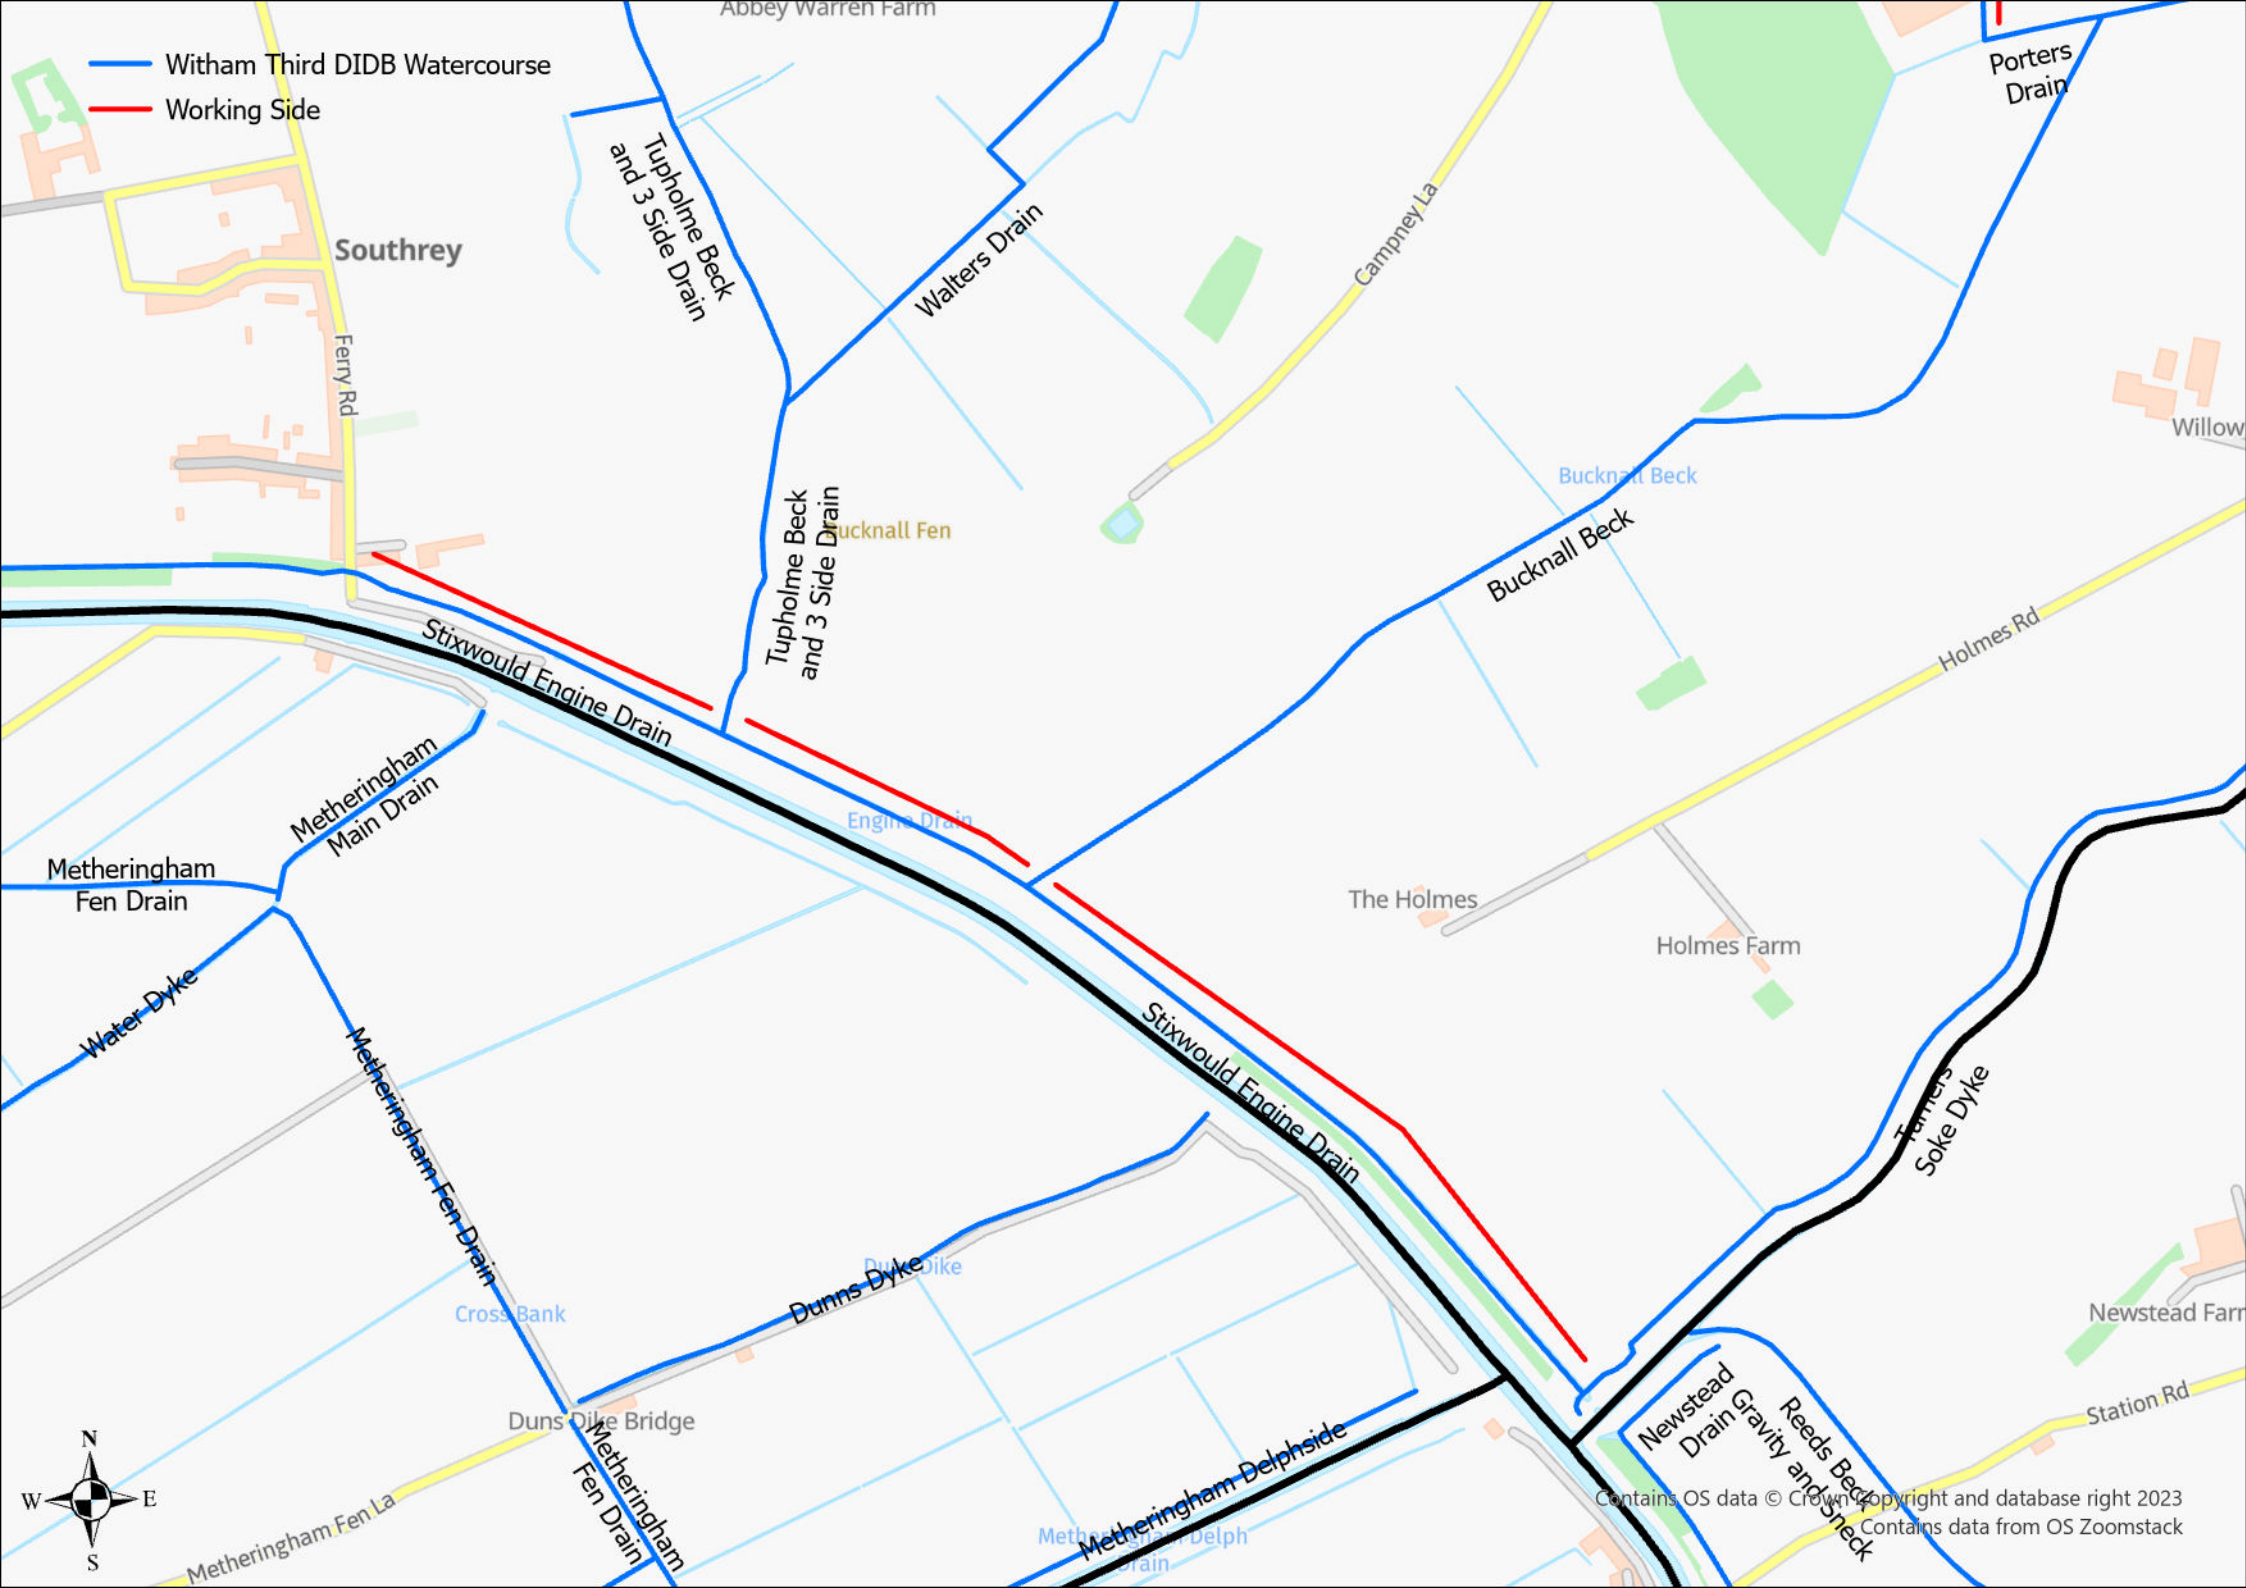 Abbey Warren Farm
Witham Third DIDB Watercourse
Working Side
Porters
Drain
Tupholme Beck
and 3 Side Drain
Walters Drain
Campney La
Southrey
Ferry Rd
Willow
Bucknall Beck
Bucknall Beck
Tupholme Beck
and 3 Side Drain
Bucknall Fen
Holmes Rd
Stixwould Engine Drain
Metheringham
Main Drain
Engine Drain
Metheringham
Fen Drain
The Holmes
Holmes Farm
Water Dyke
Stixwould Engine Drain
Turners
Soke Dyke
Metheringham Fen Drain
Duns Dike
Dunns Dyke
Cross Bank
Newstead Farm
Duns Dike Bridge
Newstead
Drain
Reeds Beck
Gravity and Sneck
Station Rd
Metheringham
Fen Drain
Metheringham Delphside
Metheringham Delph
Drain
Metheringham Fen La
N
W
E
S
Contains OS data © Crown Copyright and database right 2023
Contains data from OS Zoomstack